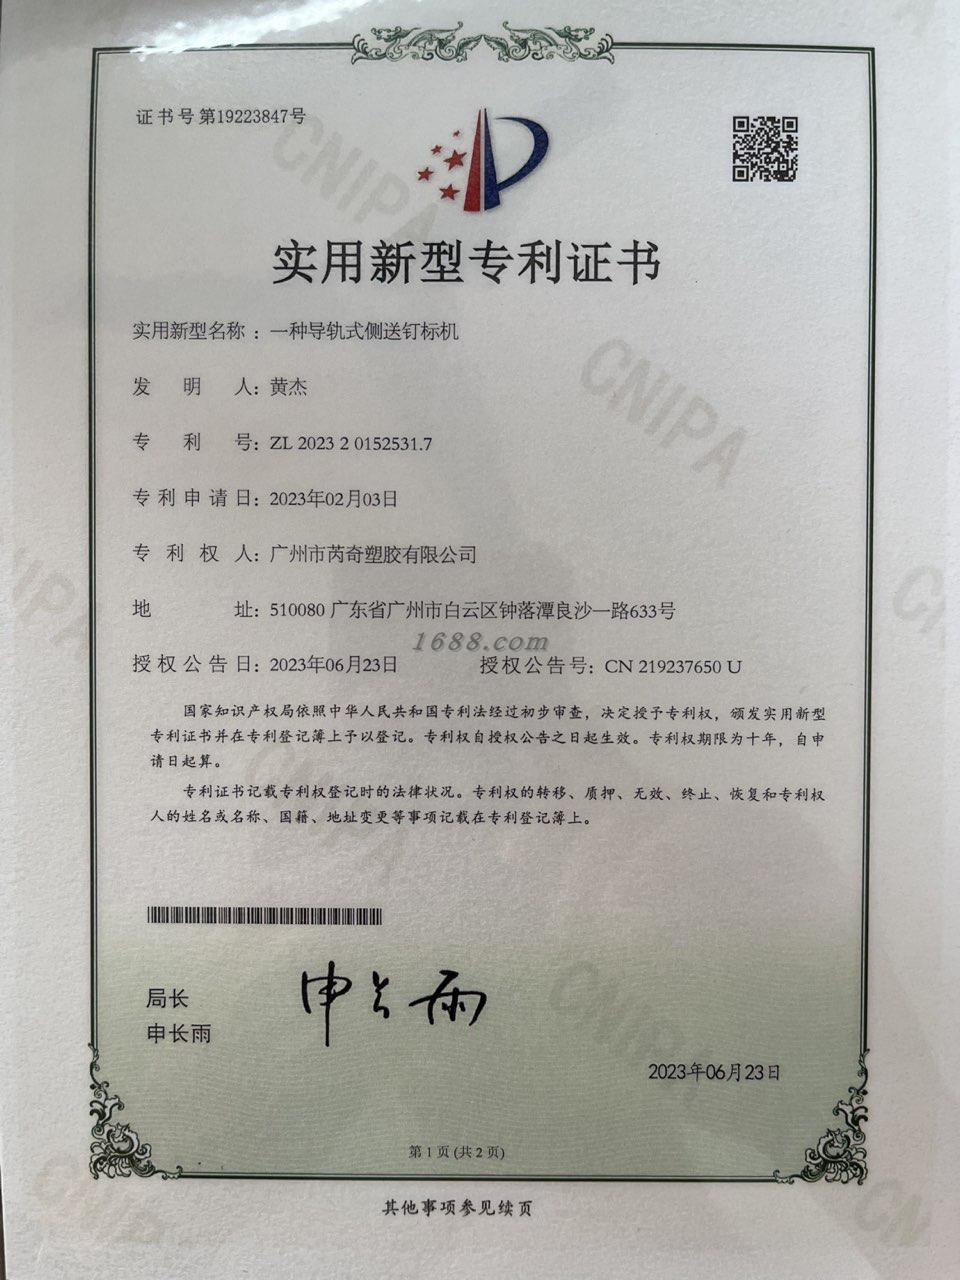 证书号第19223847号
实用新型专利证书
实用新型名称：一种导轨式侧送钉标机
发明人：黄杰
专利号：ZL 2023 2 0152531.7
专利申请日：2023年02月03日
专利权人：广州市芮奇塑胶有限公司
地址：510080 广东省广州市白云区钟落潭良沙一路633号
1688.com
授权公告日：2023年06月23日 授权公告号：CN 219237650 U
国家知识产权局依照中华人民共和国专利法经过初步审查，决定授予专利权，颁发实用新型
专利证书并在专利登记簿上予以登记。专利权自授权公告之日起生效。专利权期限为十年，自申
请日起算。
专利证书记载专利权登记时的法律状况。专利权的转移、质押、无效、终止、恢复和专利权
人的姓名或名称、国籍、地址变更等事项记载在专利登记簿上。
局长
申长雨
申长雨
2023年06月23日
第 1 页 (共 2 页)
其他事项参见续页
CNIPA
CNIPA
CNIPA
CNIPA
CNIPA